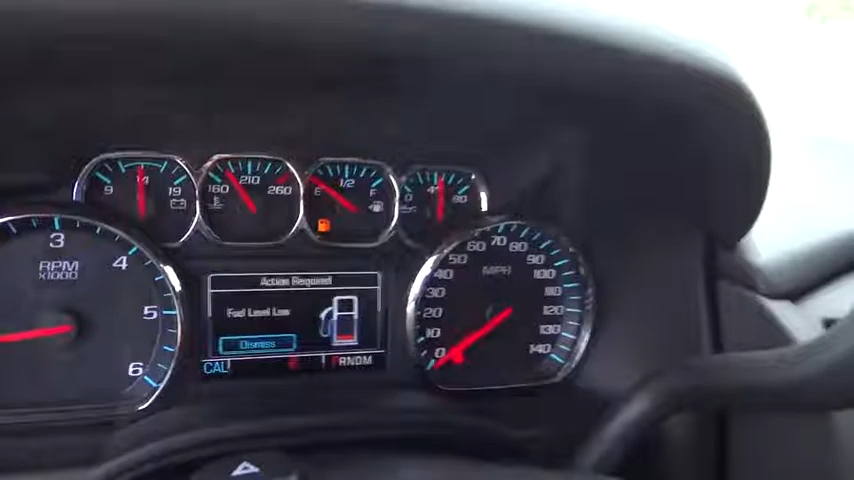 9 14 19
160 210 260
E 1/2 F
0 80
3
4
5
6
RPM
X1000
Action Required
Fuel Level Low
Dismiss
CAL
RNDM
0 10 20 30 40 50 60 70 80 90 100 110 120 130 140
MPH